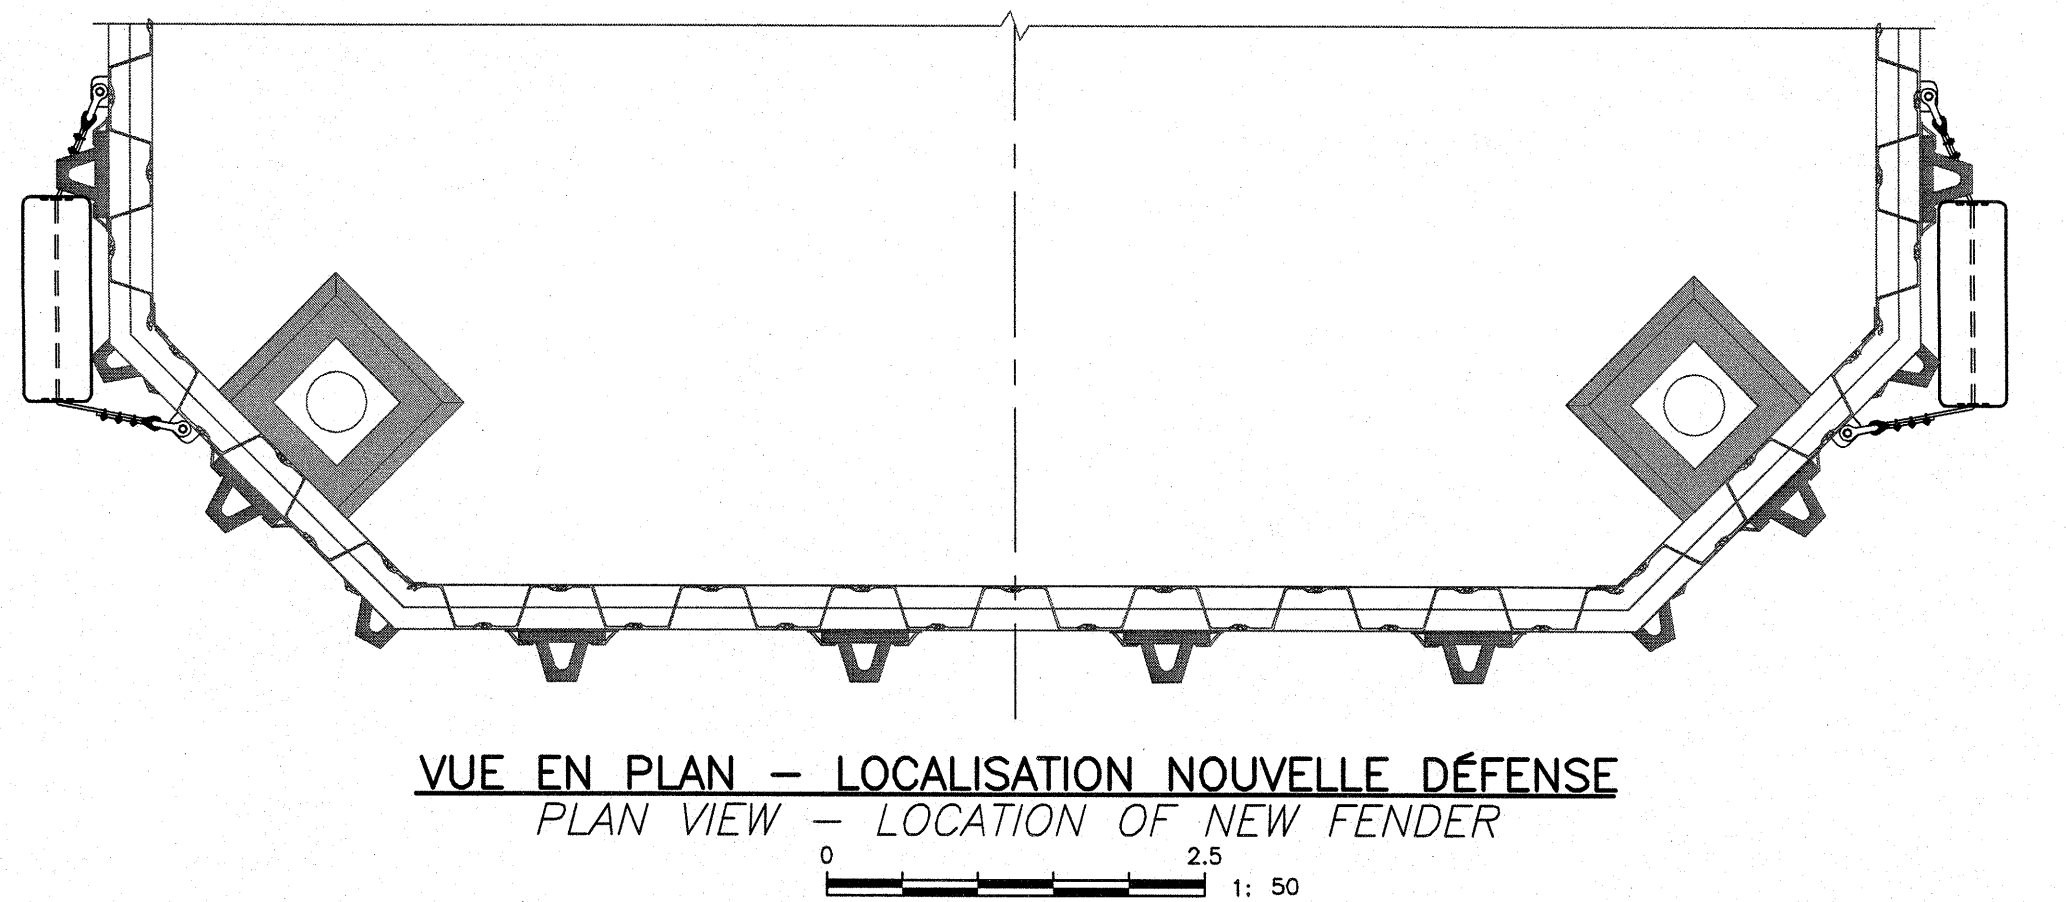 VUE EN PLAN – LOCALISATION NOUVELLE DÉFENSE
PLAN VIEW – LOCATION OF NEW FENDER
0 2.5
1: 50